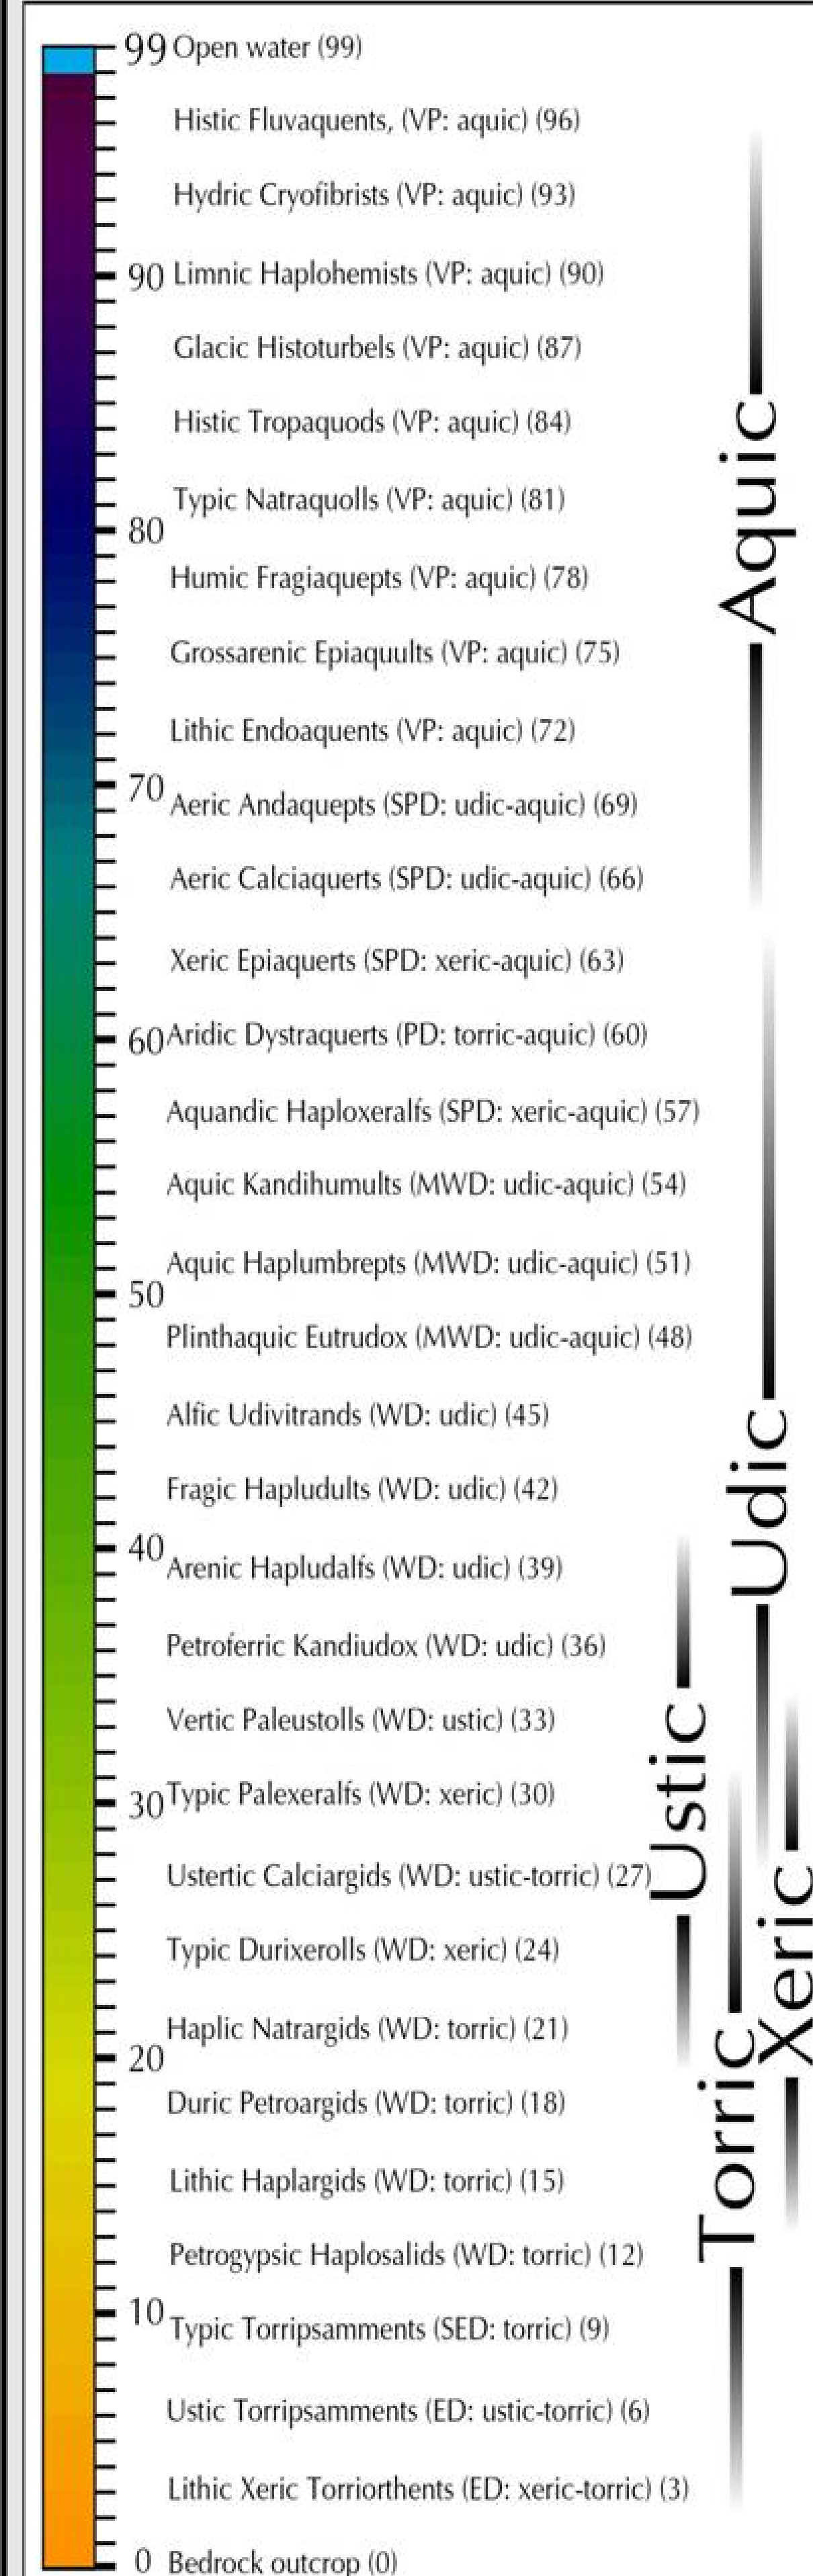 99 Open water (99)
Histic Fluvaquents, (VP: aquic) (96)
Hydric Cryofibrists (VP: aquic) (93)
90 Limnic Haplohemists (VP: aquic) (90)
Glacic Histoturbels (VP: aquic) (87)
Histic Tropaquods (VP: aquic) (84)
Typic Natraquolls (VP: aquic) (81)
80
Humic Fragiaquepts (VP: aquic) (78)
Grossarenic Epiaquults (VP: aquic) (75)
Lithic Endoaquents (VP: aquic) (72)
70
Aeric Andaquepts (SPD: udic-aquic) (69)
Aeric Calciaquerts (SPD: udic-aquic) (66)
Xeric Epiaquerts (SPD: xeric-aquic) (63)
60 Aridic Dystraquerts (PD: torric-aquic) (60)
Aquandic Haploxeralfs (SPD: xeric-aquic) (57)
Aquic Kandihumults (MWD: udic-aquic) (54)
Aquic Haplumbrepts (MWD: udic-aquic) (51)
50
Plinthaquic Eutrudox (MWD: udic-aquic) (48)
Alfic Udivitrands (WD: udic) (45)
Fragic Hapludults (WD: udic) (42)
40
Arenic Hapludalfs (WD: udic) (39)
Petroferric Kandiudox (WD: udic) (36)
Vertic Paleustolls (WD: ustic) (33)
30 Typic Palexeralfs (WD: xeric) (30)
Ustertic Calciargids (WD: ustic-torric) (27)
Typic Durixerolls (WD: xeric) (24)
Haplic Natrargids (WD: torric) (21)
20
Duric Petroargids (WD: torric) (18)
Lithic Haplargids (WD: torric) (15)
Petrogypsic Haplosalids (WD: torric) (12)
10
Typic Torripsamments (SED: torric) (9)
Ustic Torripsamments (ED: ustic-torric) (6)
Lithic Xeric Torriorthents (ED: xeric-torric) (3)
0 Bedrock outcrop (0)
Aquic
Udic
Ustic
Xeric
Torric